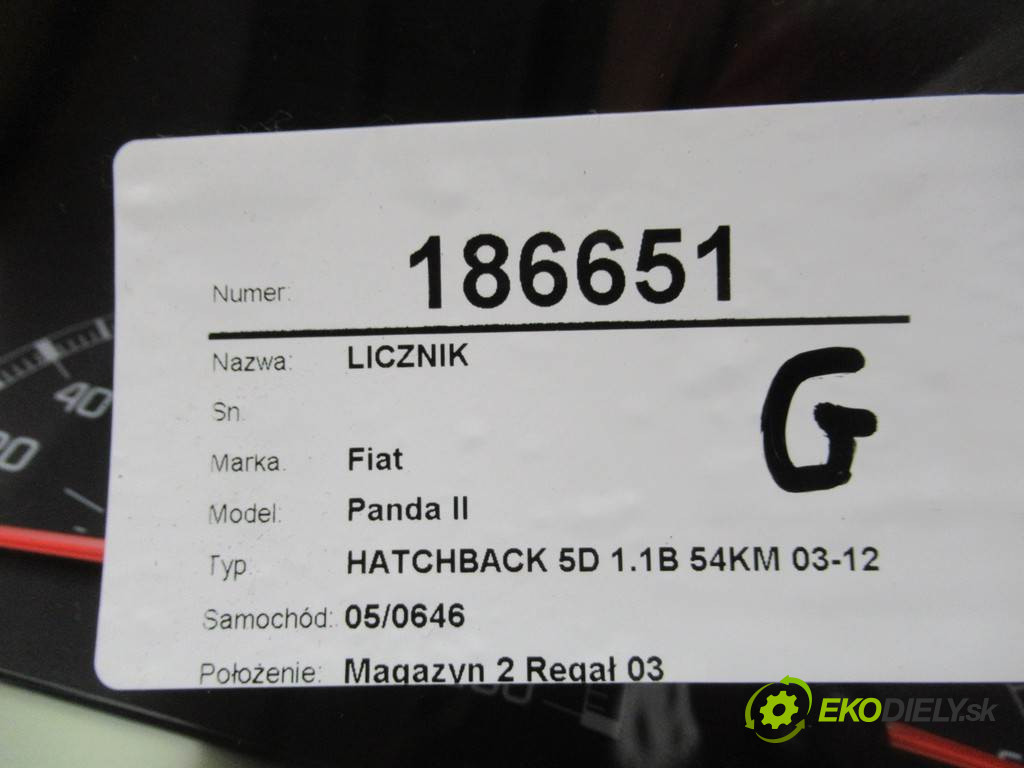 Numer: 186651
Nazwa: LICZNIK
Sn.
Marka: Fiat
Model: Panda II
Typ: HATCHBACK 5D 1.1B 54KM 03-12
Samochód: 05/0646
Położenie: Magazyn 2 Regał 03
G
40
EKODIELY.sk